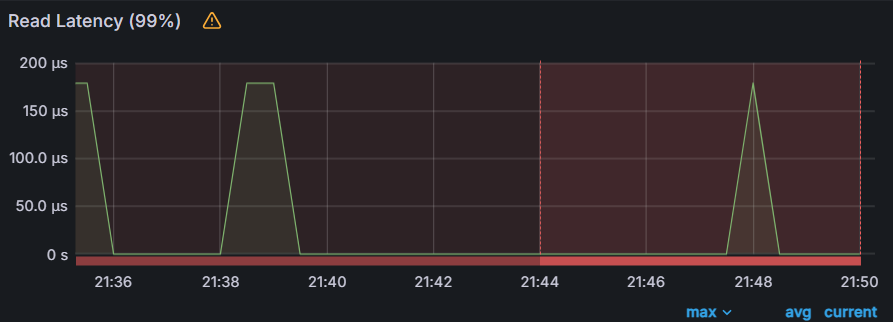 Read Latency (99%)
200 µs
150 µs
100.0 µs
50.0 µs
0 s
21:36 21:38 21:40 21:42 21:44 21:46 21:48 21:50
max avg current